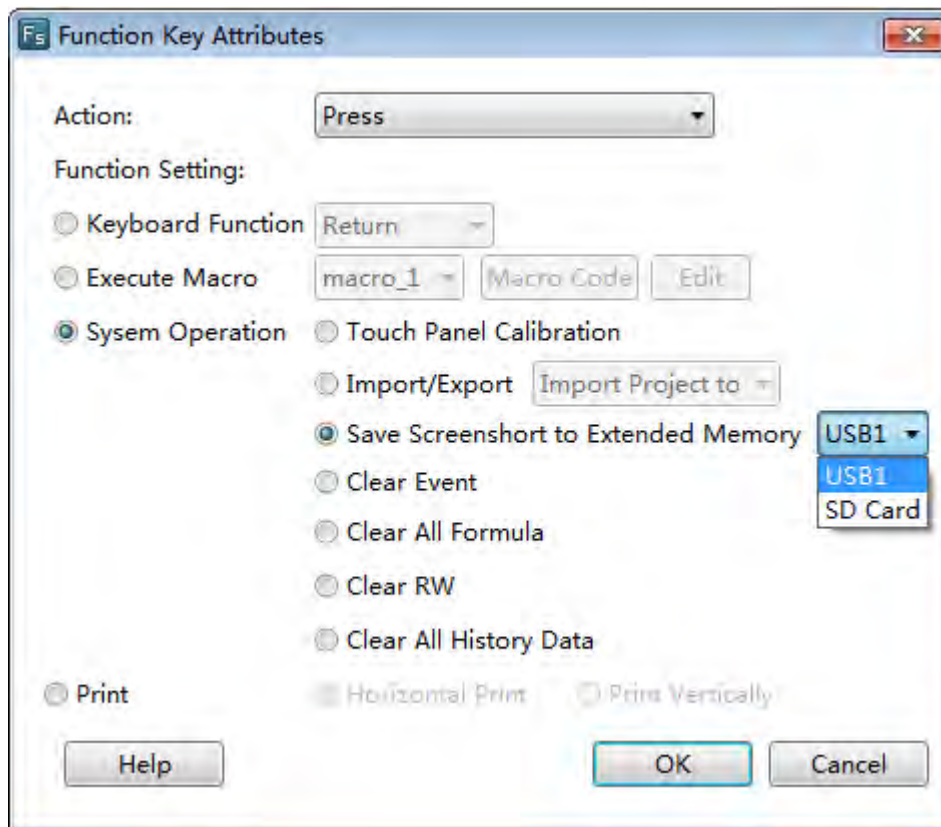 Fs Function Key Attributes
Action: Press
Function Setting:
Keyboard Function Return
Execute Macro macro_1 Macro Code Edit
Sysem Operation Touch Panel Calibration
Import/Export Import Project to
Save Screenshort to Extended Memory USB1
USB1
Clear Event
SD Card
Clear All Formula
Clear RW
Clear All History Data
Print Horizontal Print Print Vertically
Help OK Cancel